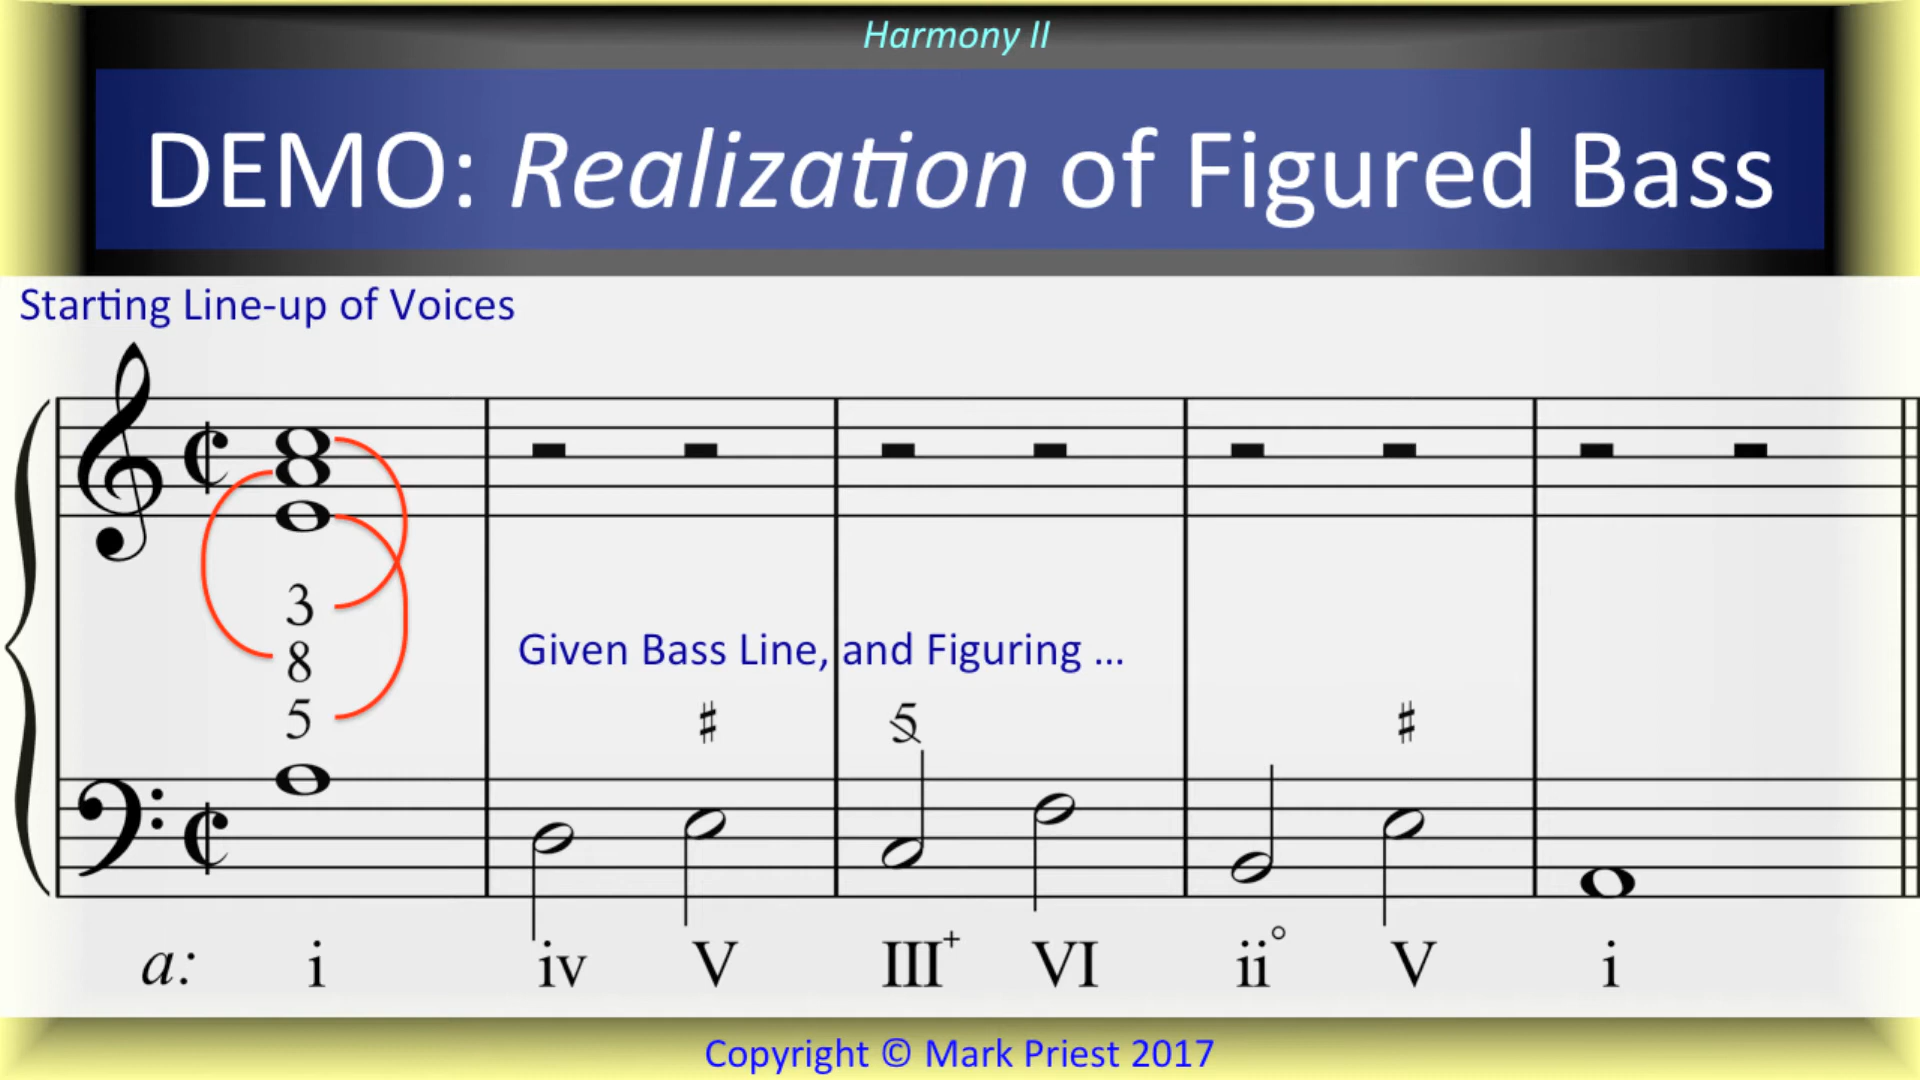 Harmony II
DEMO: Realization of Figured Bass
Starting Line-up of Voices
3
8
5
Given Bass Line, and Figuring ...
♯ 5 ♯
a: i iv V III+ VI ii° V i
Copyright © Mark Priest 2017